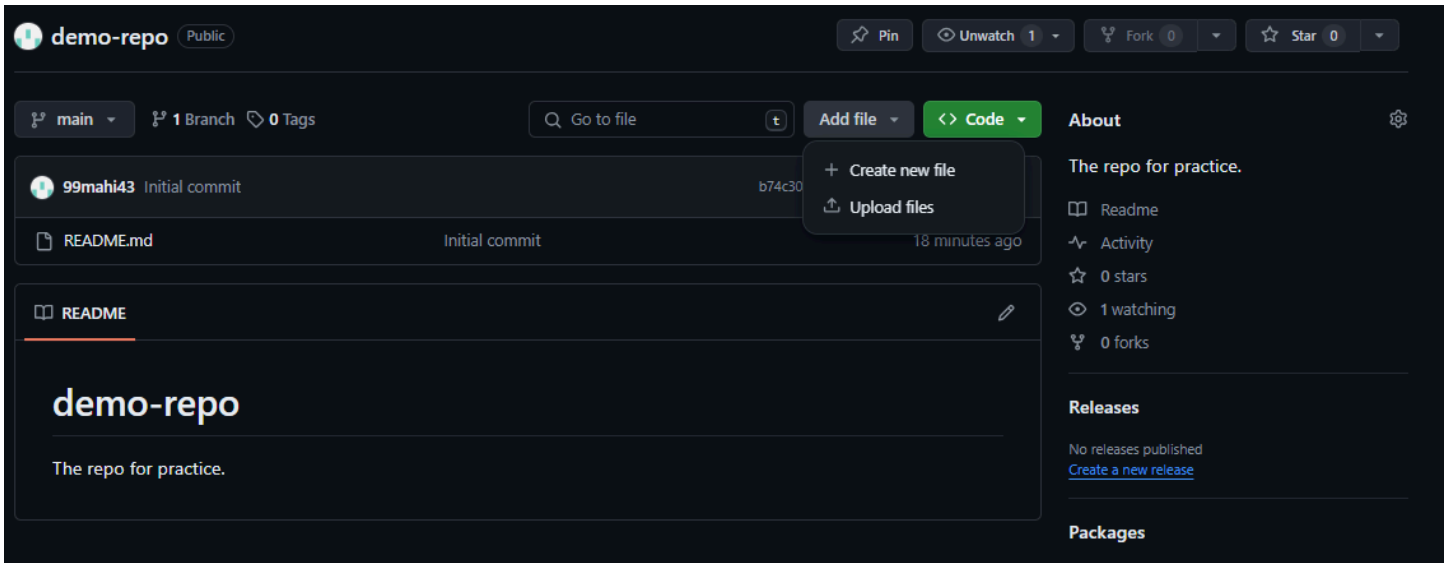 demo-repo Public Pin Unwatch 1 Fork 0 Star 0
main 1 Branch 0 Tags Go to file t Add file <> Code
Create new file
Upload files
99mahi43 Initial commit b74c30
README.md Initial commit 18 minutes ago
README
demo-repo
The repo for practice.
About
The repo for practice.
Readme
Activity
0 stars
1 watching
0 forks
Releases
No releases published
Create a new release
Packages